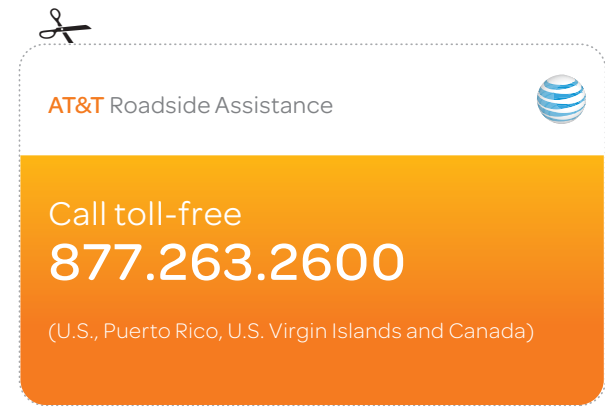 AT&T Roadside Assistance
Call toll-free
877.263.2600
(U.S., Puerto Rico, U.S. Virgin Islands and Canada)